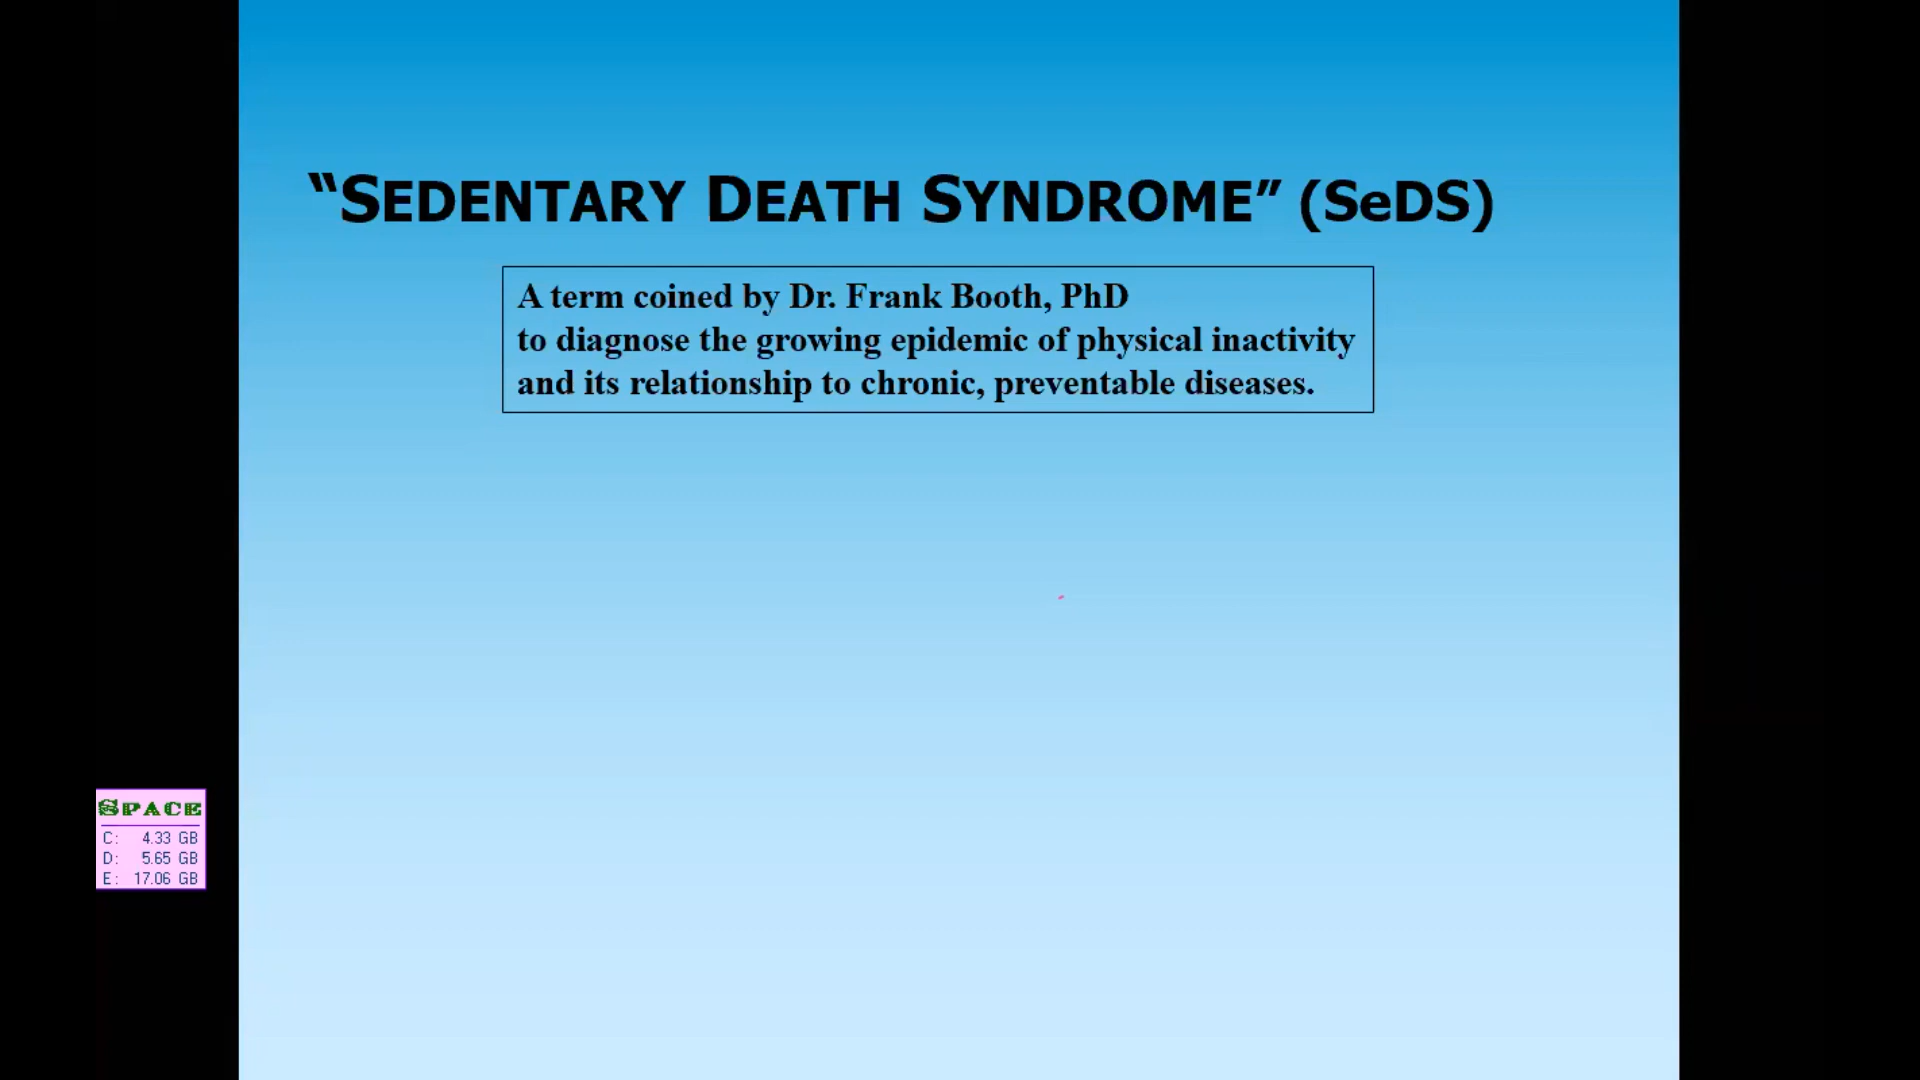 “SEDENTARY DEATH SYNDROME” (SeDS)
A term coined by Dr. Frank Booth, PhD
to diagnose the growing epidemic of physical inactivity
and its relationship to chronic, preventable diseases.
SPACE
C: 4.33 GB
D: 5.65 GB
E: 17.06 GB